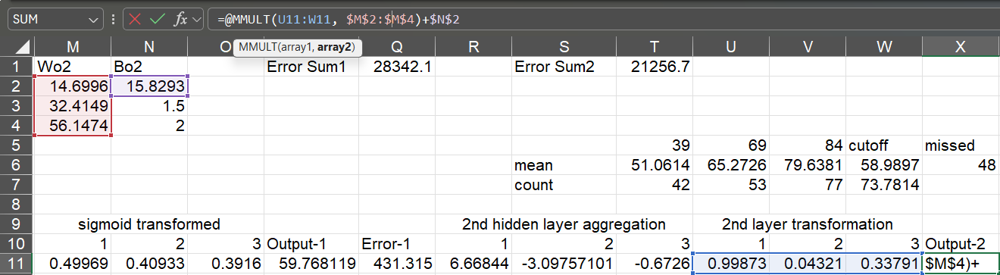 SUM =@MMULT(U11:W11, $M$2:$M$4)+$N$2
MMULT(array1, array2)
M N O P Q R S T U V W X
1 Wo2 Bo2 Error Sum1 28342.1 Error Sum2 21256.7
2 14.6996 15.8293
3 32.4149 1.5
4 56.1474 2
5 39 69 84 cutoff missed
6 mean 51.0614 65.2726 79.6381 58.9897 48
7 count 42 53 77 73.7814
8
9 sigmoid transformed 2nd hidden layer aggregation 2nd layer transformation
10 1 2 3 Output-1 Error-1 1 2 3 1 2 3 Output-2
11 0.49969 0.40933 0.3916 59.768119 431.315 6.66844 -3.09757101 -0.6726 0.99873 0.04321 0.33791 $M$4)+